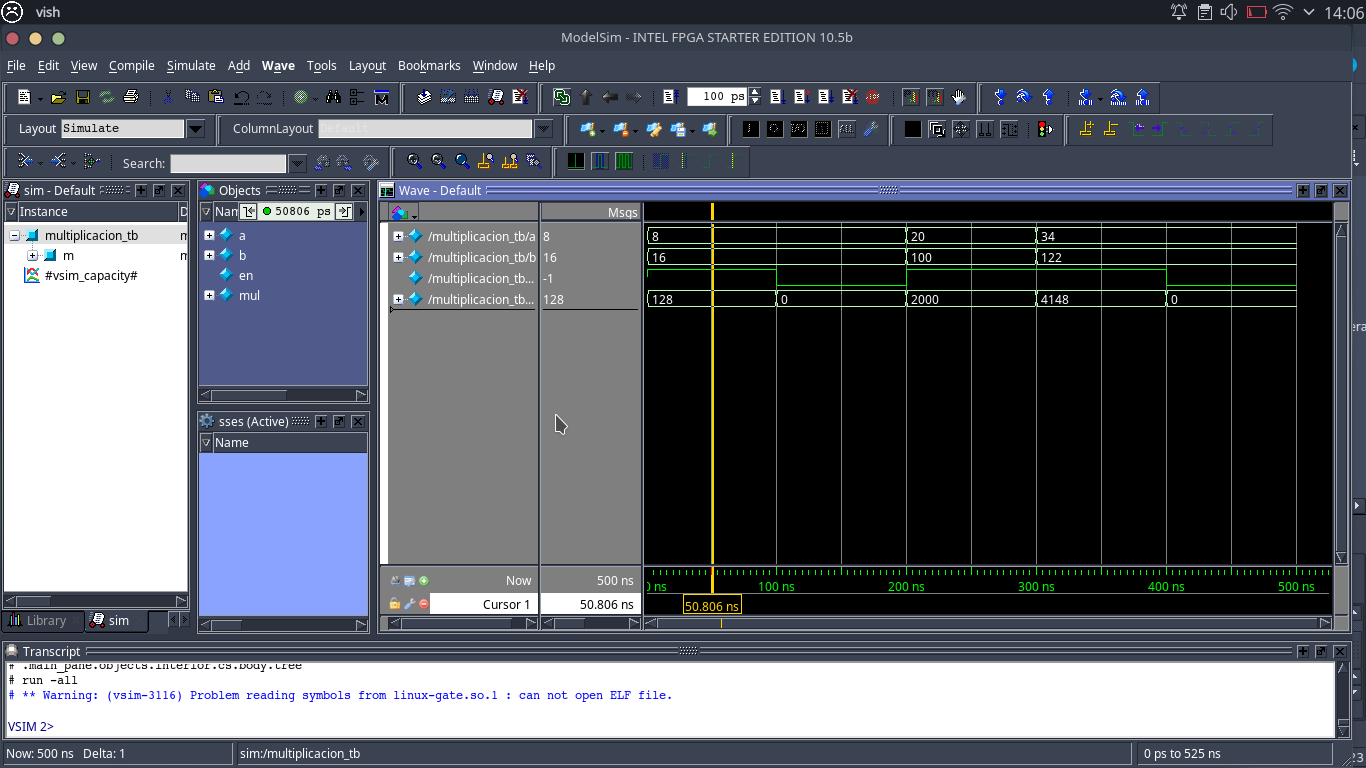 vish
14:06
ModelSim - INTEL FPGA STARTER EDITION 10.5b
File Edit View Compile Simulate Add Wave Tools Layout Bookmarks Window Help
100 ps
Layout Simulate ColumnLayout Default
Search:
sim - Default
Instance
multiplicacion_tb
m
#vsim_capacity#
Library
sim
Objects
50806 ps
a
b
en
mul
sses (Active)
Name
Wave - Default
Msgs
/multiplicacion_tb/a 8 8 20 34
/multiplicacion_tb/b 16 16 100 122
/multiplicacion_tb... -1
/multiplicacion_tb... 128 128 0 2000 4148 0
Now 500 ns
100 ns 200 ns 300 ns 400 ns 500 ns
Cursor 1 50.806 ns
50.806 ns
Transcript
# .main_pane.objects.interior.cs.body.tree
# run -all
# ** Warning: (vsim-3116) Problem reading symbols from linux-gate.so.1 : can not open ELF file.
VSIM 2>
Now: 500 ns Delta: 1 sim:/multiplicacion_tb 0 ps to 525 ns